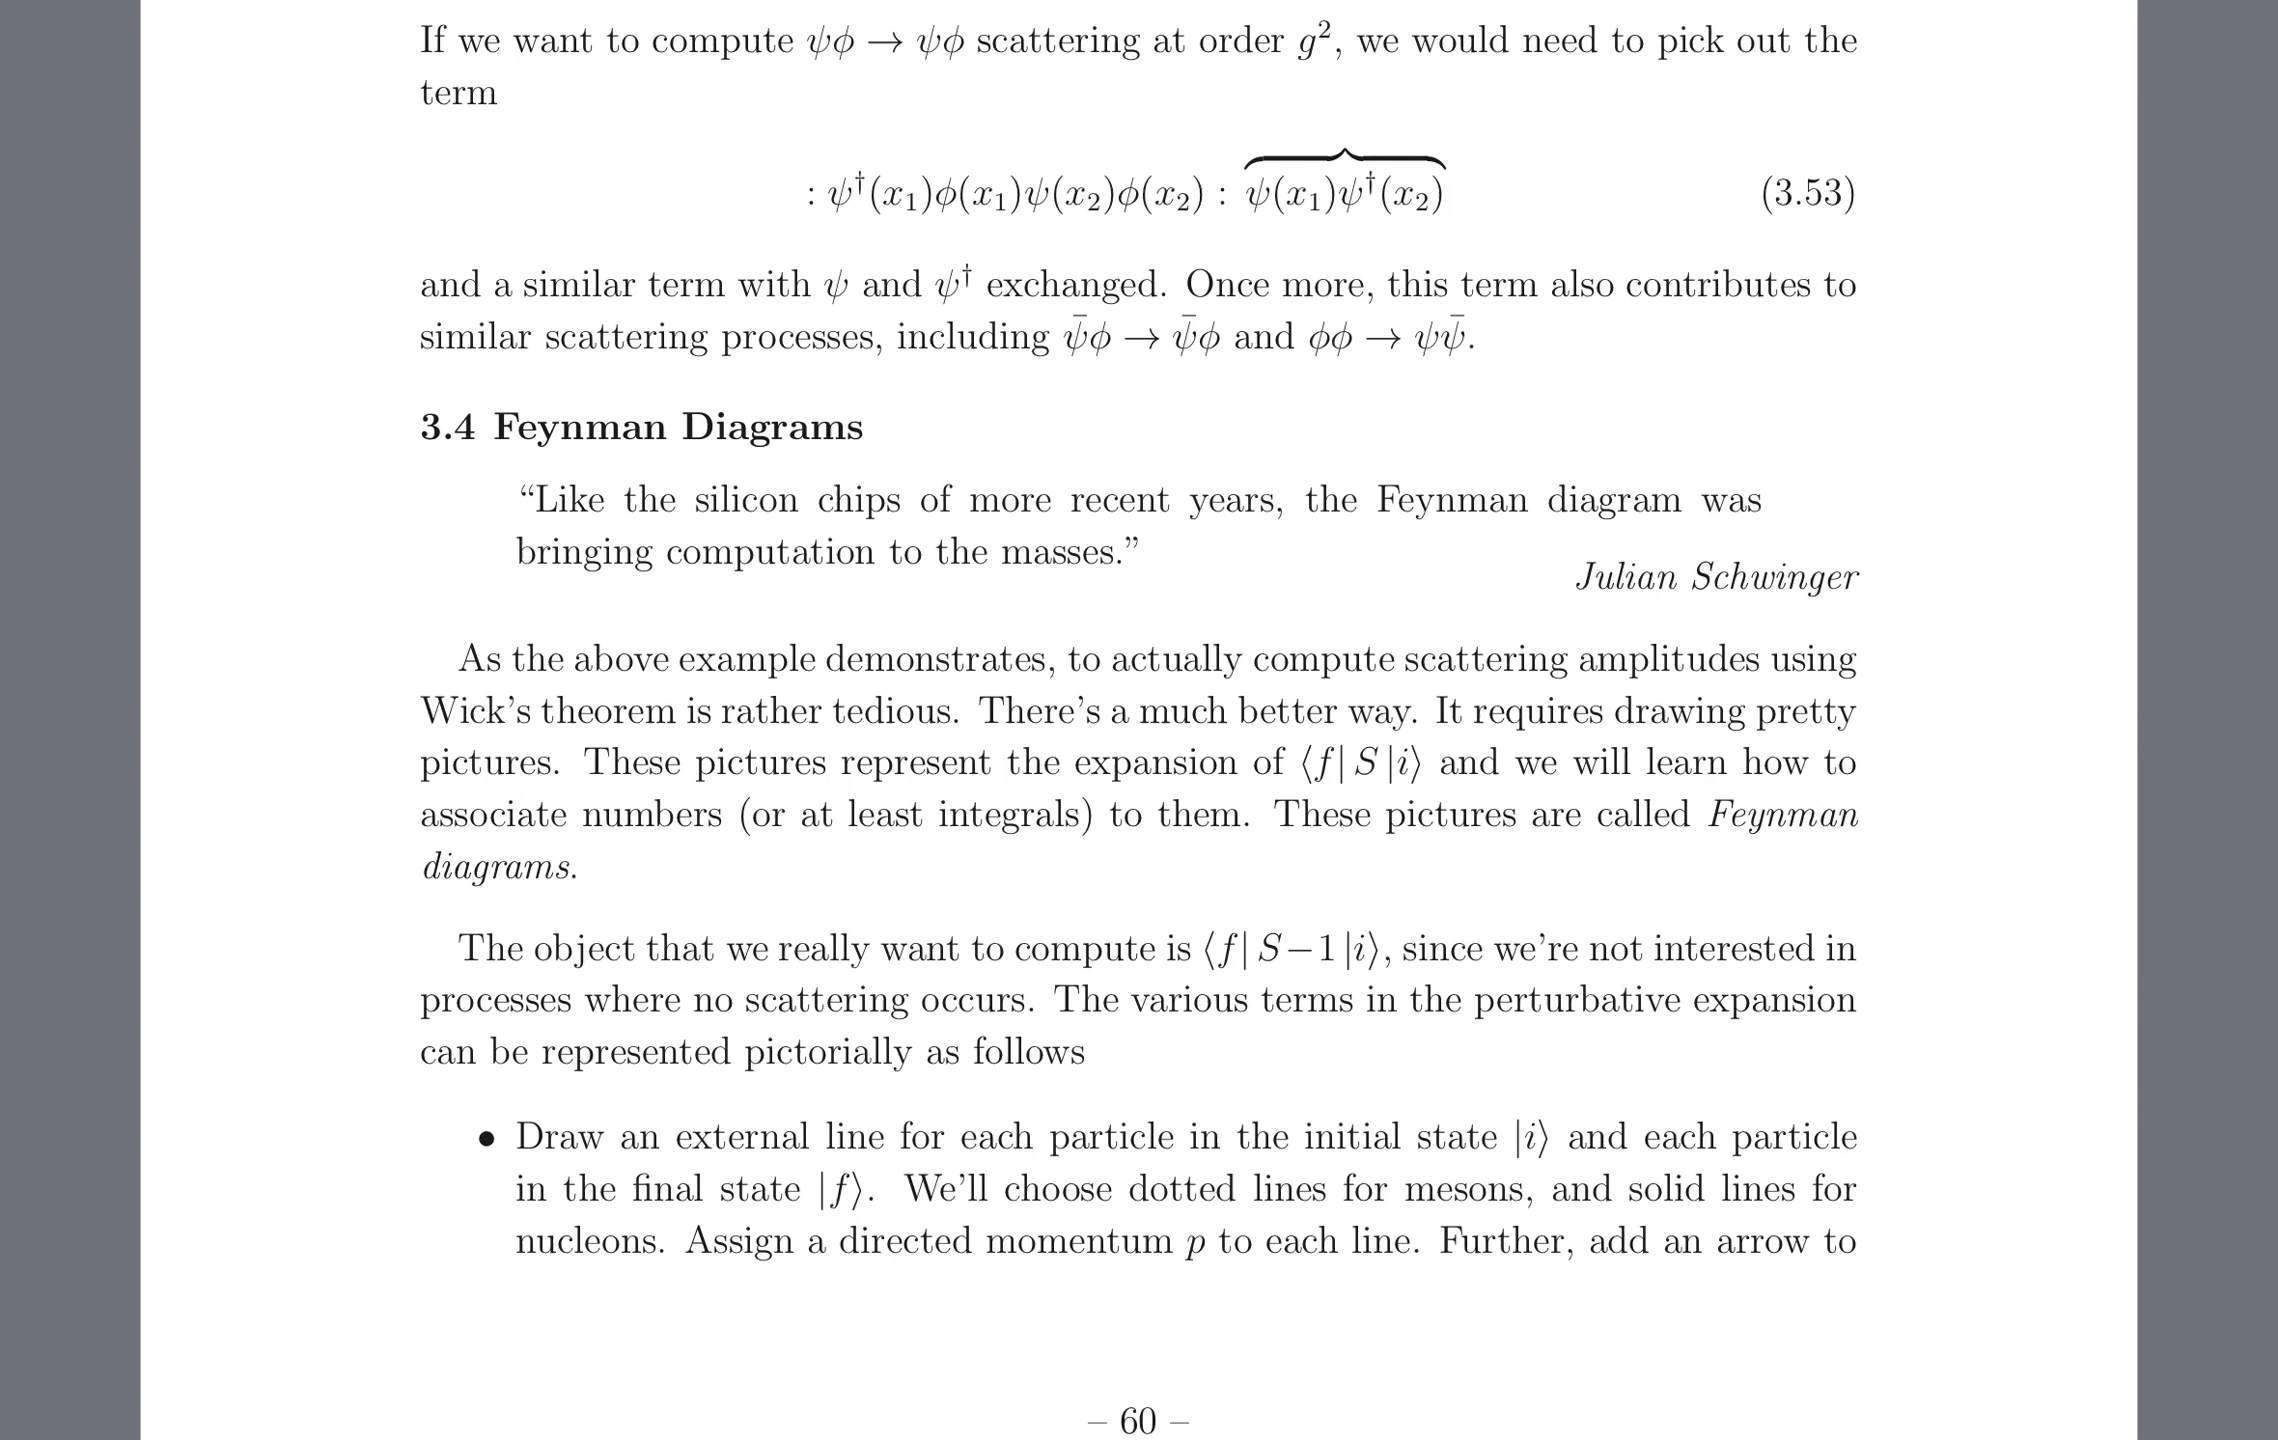 If we want to compute ψϕ → ψϕ scattering at order g², we would need to pick out the
term
: ψ†(x₁)ϕ(x₁)ψ(x₂)ϕ(x₂) : ψ(x₁)ψ†(x₂) (3.53)
and a similar term with ψ and ψ† exchanged. Once more, this term also contributes to
similar scattering processes, including ψ̄ϕ → ψ̄ϕ and ϕϕ → ψψ̄.
3.4 Feynman Diagrams
“Like the silicon chips of more recent years, the Feynman diagram was
bringing computation to the masses.”
Julian Schwinger
As the above example demonstrates, to actually compute scattering amplitudes using
Wick’s theorem is rather tedious. There’s a much better way. It requires drawing pretty
pictures. These pictures represent the expansion of ⟨f| S |i⟩ and we will learn how to
associate numbers (or at least integrals) to them. These pictures are called Feynman
diagrams.
The object that we really want to compute is ⟨f| S−1 |i⟩, since we’re not interested in
processes where no scattering occurs. The various terms in the perturbative expansion
can be represented pictorially as follows
• Draw an external line for each particle in the initial state |i⟩ and each particle
in the final state |f⟩. We’ll choose dotted lines for mesons, and solid lines for
nucleons. Assign a directed momentum p to each line. Further, add an arrow to
– 60 –